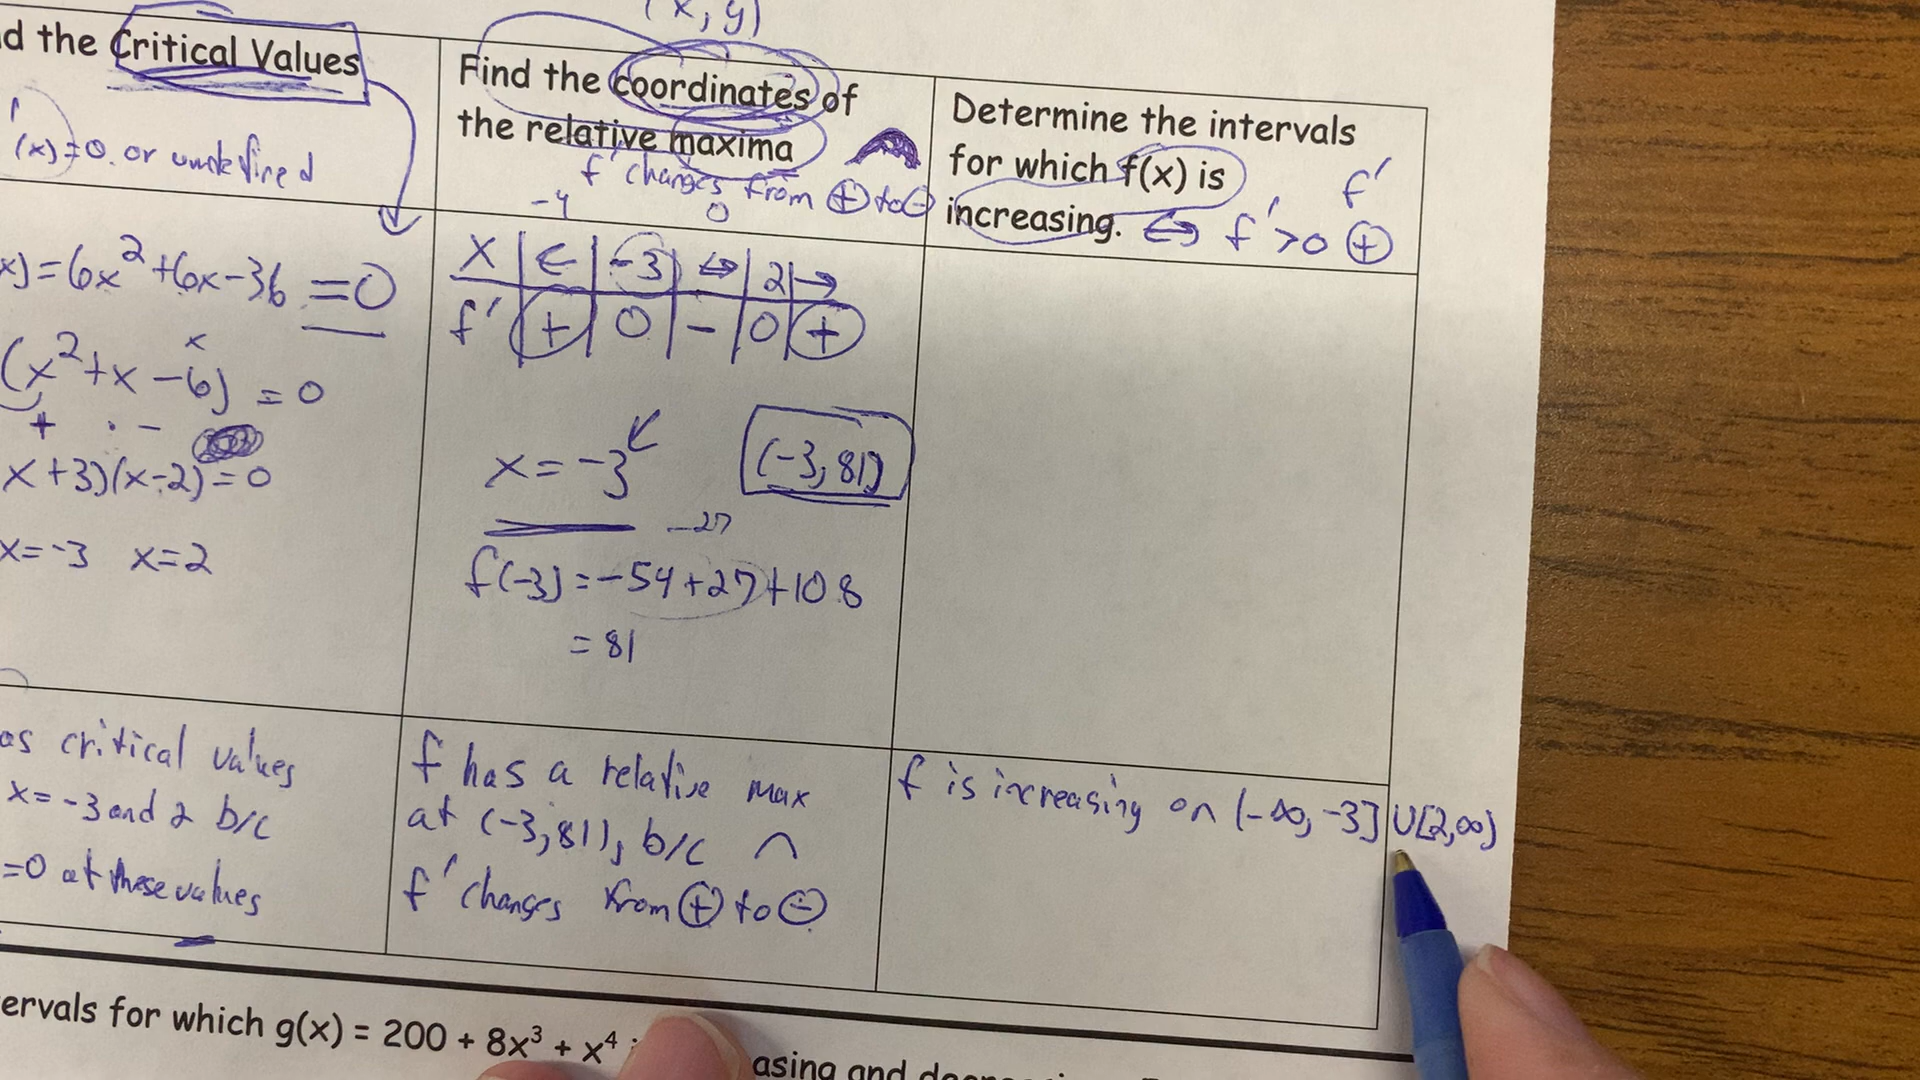 (x, y)
d the Critical Values
'(x)=0 or undefined
x)=6x²+6x-36 =0
(x²+x-6) = 0
+ · -
x+3)(x-2)=0
x=-3 x=2
as critical values
x=-3 and 2 b/c
=0 at these values
Find the coordinates of
the relative maxima
f' changes from + to -
-4 0
X ← -3 ↔ 2 →
f' + 0 - 0 +
x=-3
(-3,81)
-27
f(-3)=-54+27+108
=81
f has a relative max
at (-3,81), b/c ∩
f' changes from + to -
Determine the intervals
for which f(x) is
increasing. ⇔ f'>0
f'
+
f is increasing on (-∞,-3]∪[2,∞)
ervals for which g(x) = 200 + 8x³ + x⁴
asing and